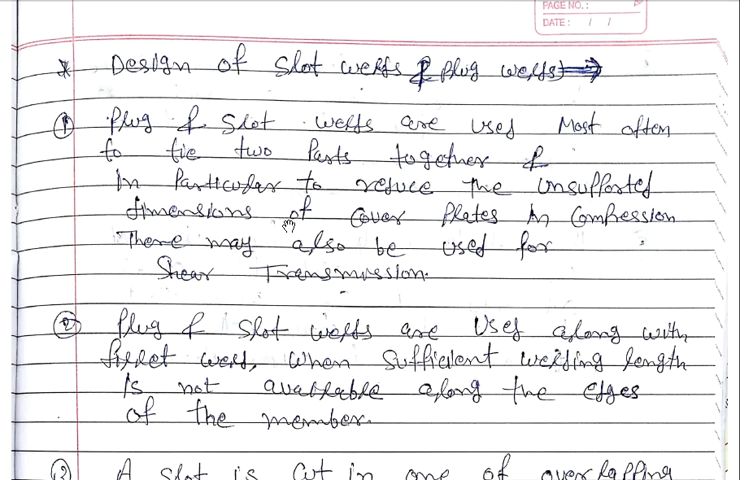 PAGE NO.:
DATE: / /
* Design of Slot welds & plug welds →
① Plug & Slot welds are used Most often
to tie two Parts together &
In Particular to reduce the Unsupported
dimensions of Cover Plates In Compression
There may also be used for
Shear Transmission.
② Plug & Slot welds are Used along with
fillet weld, when sufficient welding length
Is not available along the edges
of the member.
③ A slot is cut in one of overlapping